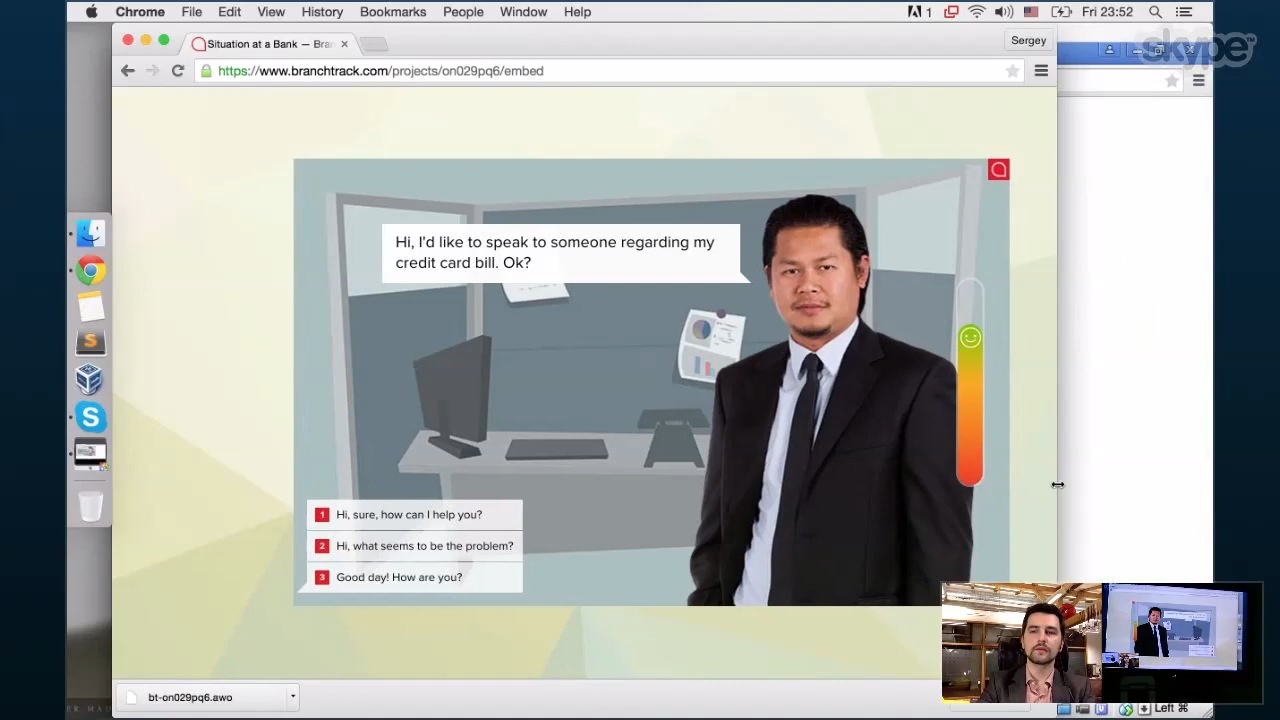 Chrome File Edit View History Bookmarks People Window Help
1 Fri 23:52
skype™
Situation at a Bank — Bran
Sergey
https://www.branchtrack.com/projects/on029pq6/embed
Hi, I'd like to speak to someone regarding my
credit card bill. Ok?
1 Hi, sure, how can I help you?
2 Hi, what seems to be the problem?
3 Good day! How are you?
bt-on029pq6.awo
Left ⌘